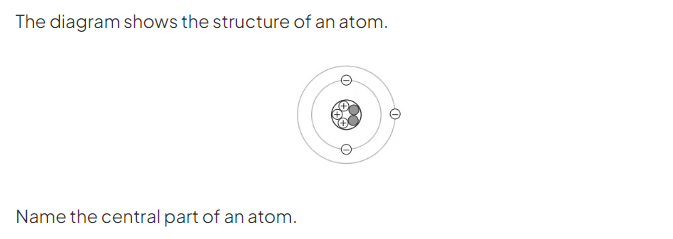 The diagram shows the structure of an atom.
Name the central part of an atom.